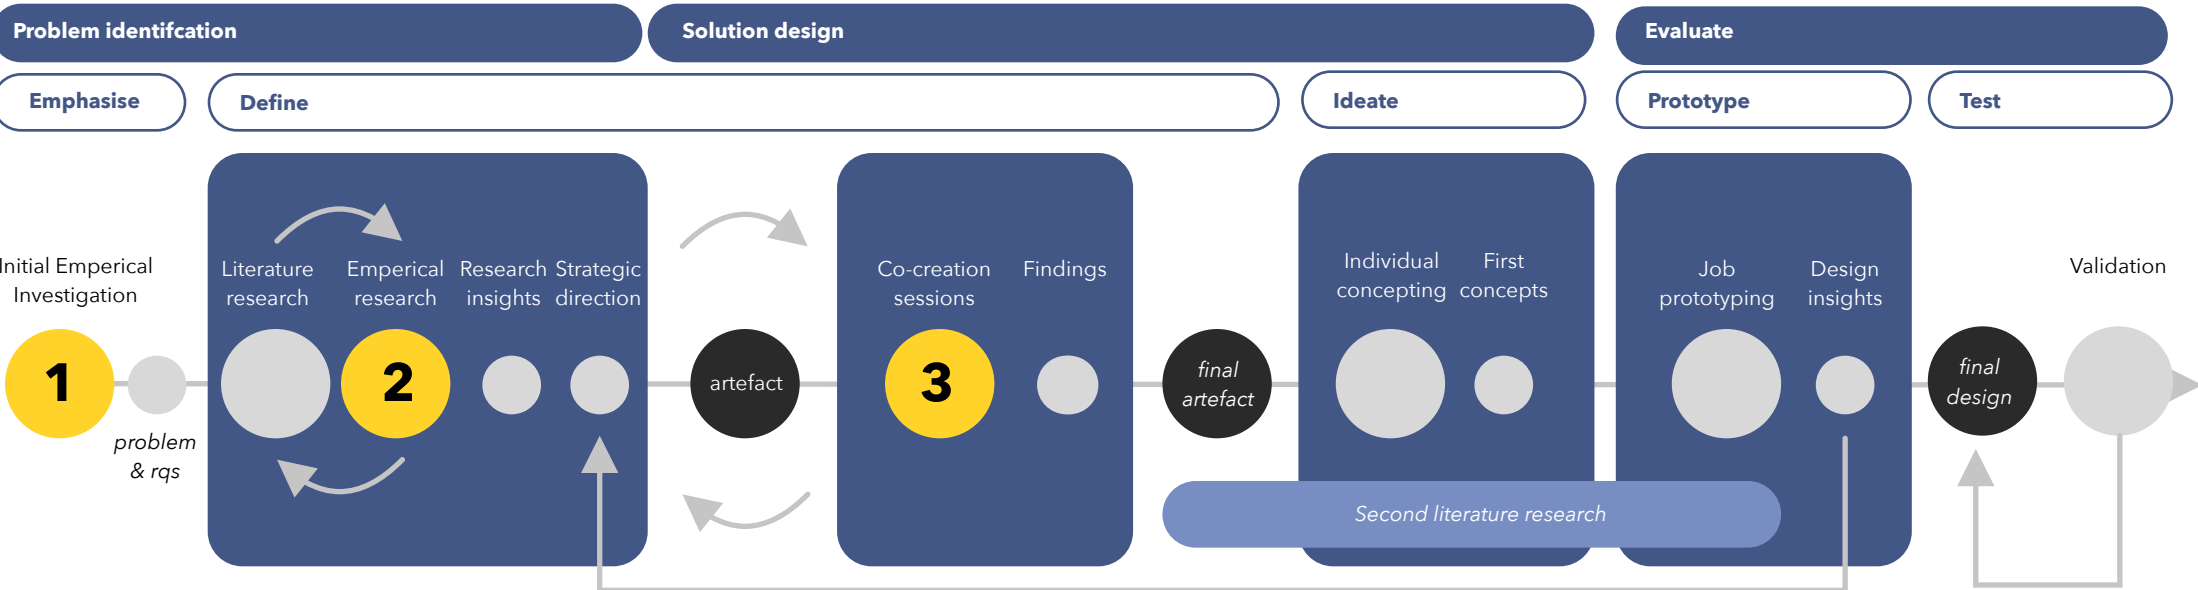 Problem identifcation
Solution design
Evaluate
Emphasise
Define
Ideate
Prototype
Test
Initial Emperical
Investigation
1
problem
& rqs
Literature
research
Emperical
research
2
Research
insights
Strategic
direction
artefact
Co-creation
sessions
3
Findings
final
artefact
Individual
concepting
First
concepts
Second literature research
Job
prototyping
Design
insights
final
design
Validation